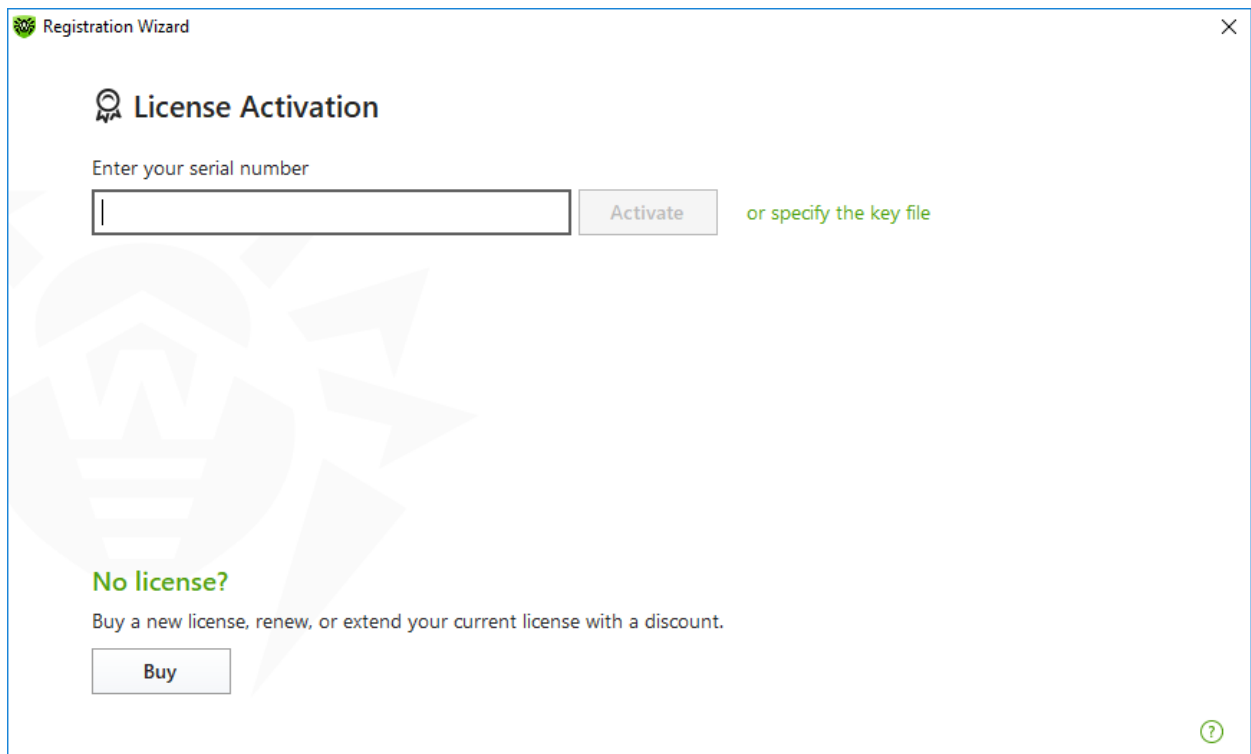 Registration Wizard
License Activation
Enter your serial number
Activate
or specify the key file
No license?
Buy a new license, renew, or extend your current license with a discount.
Buy
?